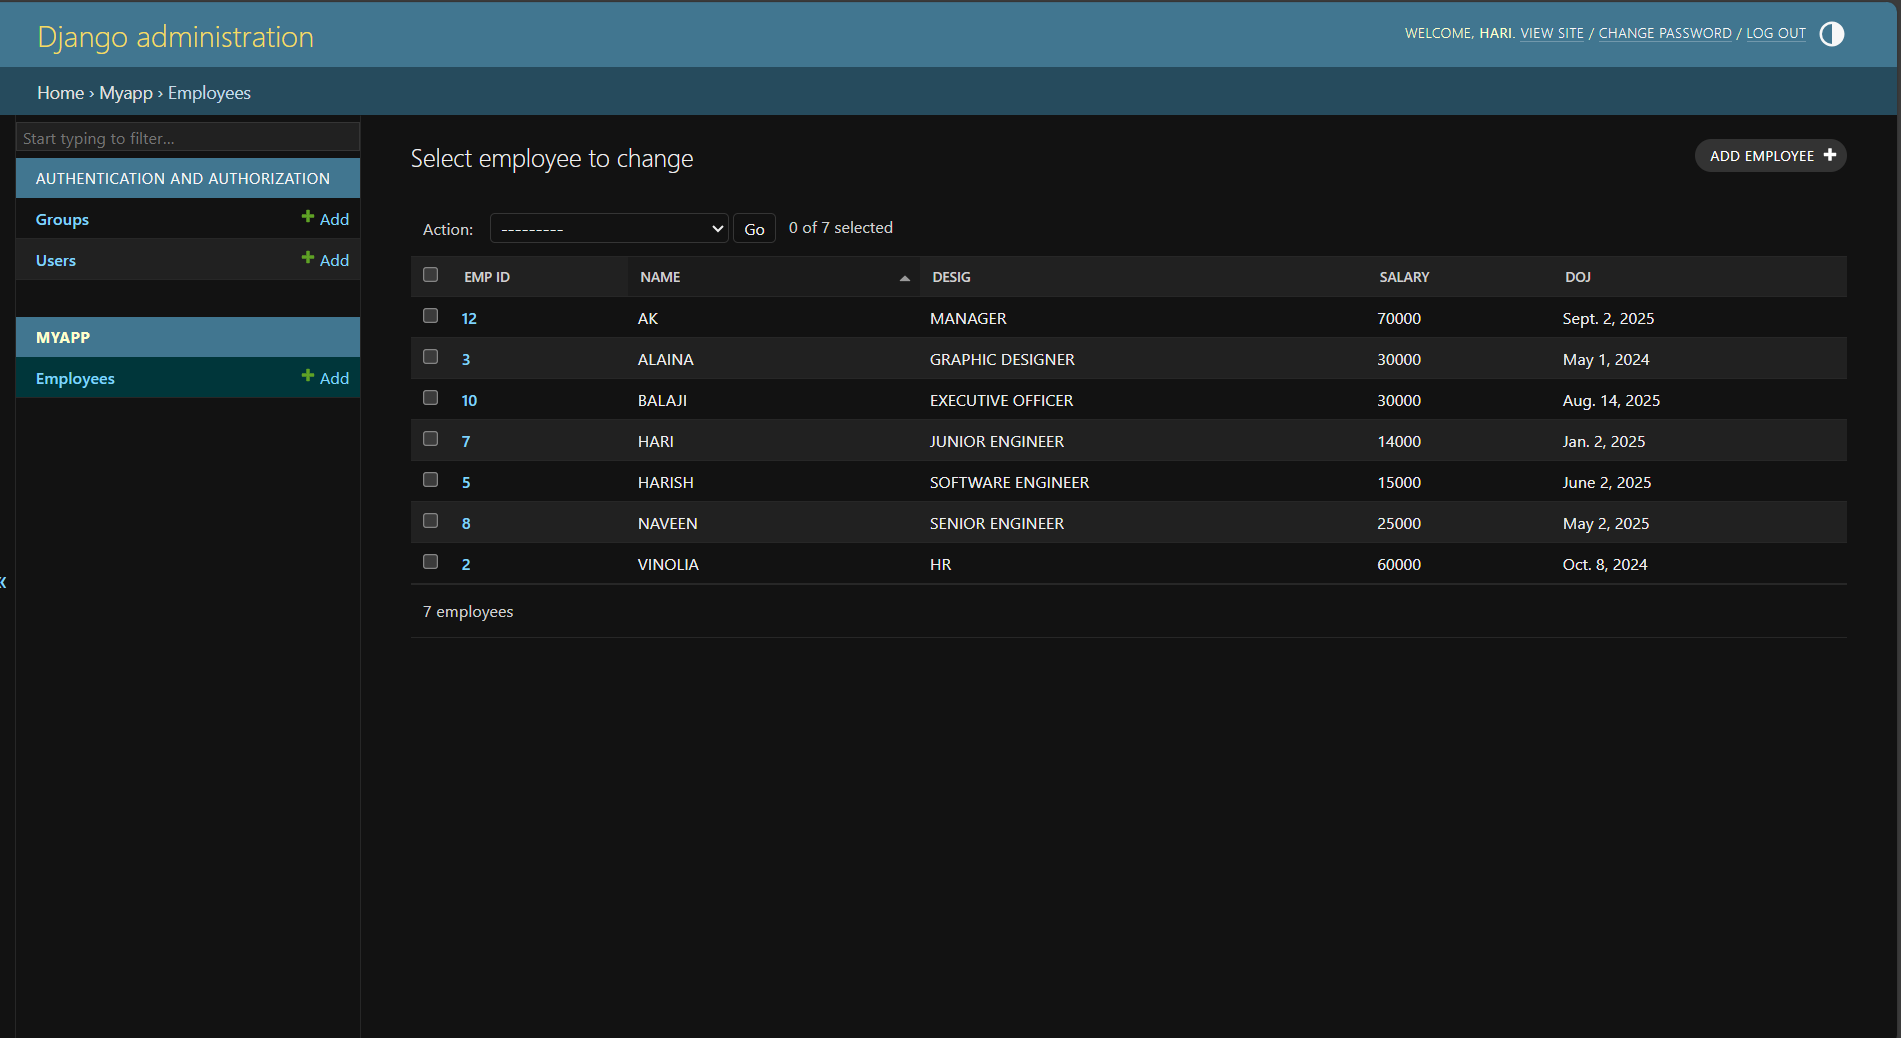 Django administration
WELCOME, HARI. VIEW SITE / CHANGE PASSWORD / LOG OUT
Home › Myapp › Employees
Start typing to filter...
AUTHENTICATION AND AUTHORIZATION
Groups + Add
Users + Add
MYAPP
Employees + Add
Select employee to change
ADD EMPLOYEE +
Action: --------- Go 0 of 7 selected
EMP ID NAME DESIG SALARY DOJ
12 AK MANAGER 70000 Sept. 2, 2025
3 ALAINA GRAPHIC DESIGNER 30000 May 1, 2024
10 BALAJI EXECUTIVE OFFICER 30000 Aug. 14, 2025
7 HARI JUNIOR ENGINEER 14000 Jan. 2, 2025
5 HARISH SOFTWARE ENGINEER 15000 June 2, 2025
8 NAVEEN SENIOR ENGINEER 25000 May 2, 2025
2 VINOLIA HR 60000 Oct. 8, 2024
7 employees
«